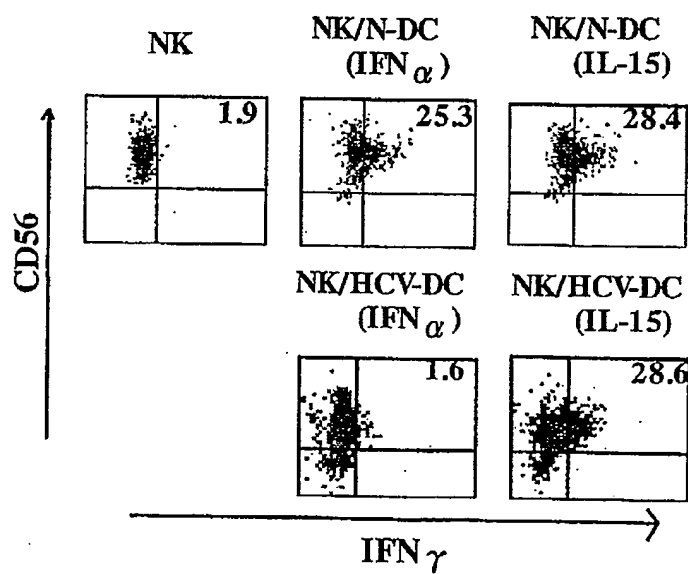 NK
NK/N-DC
(IFNα)
NK/N-DC
(IL-15)
1.9
25.3
28.4
CD56
NK/HCV-DC
(IFNα)
NK/HCV-DC
(IL-15)
1.6
28.6
IFNγ